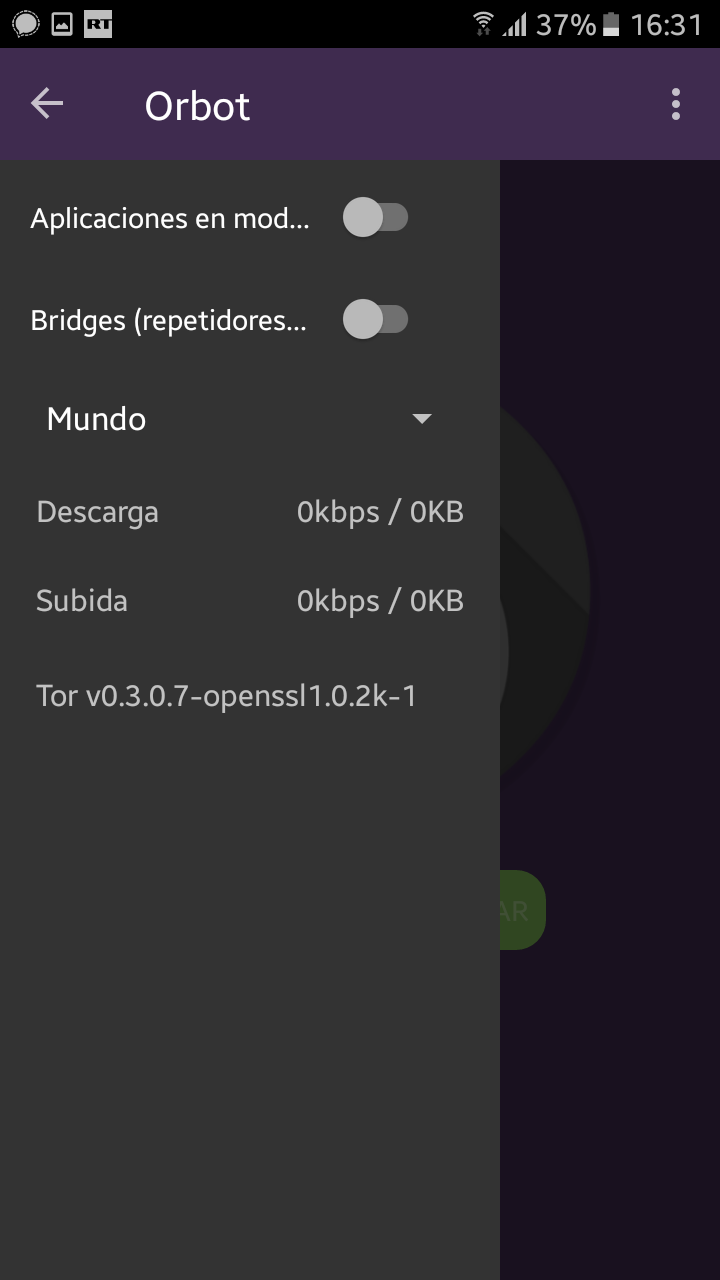 RT 37% 16:31
Orbot
Aplicaciones en mod...
Bridges (repetidores...
Mundo
Descarga 0kbps / 0KB
Subida 0kbps / 0KB
Tor v0.3.0.7-openssl1.0.2k-1
AR